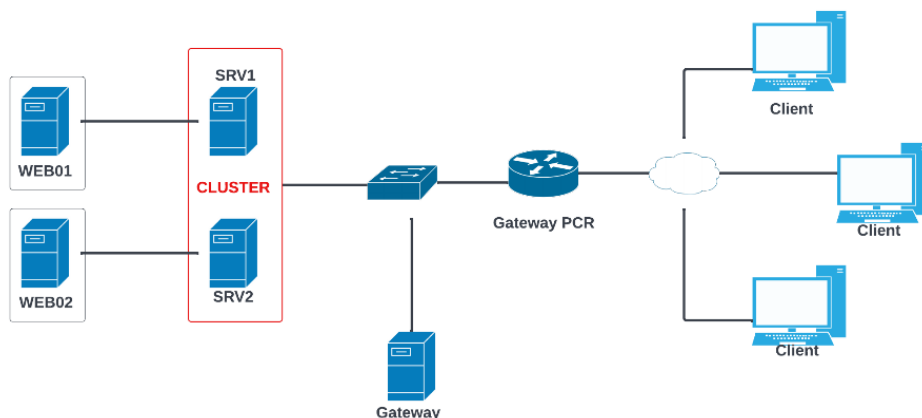 SRV1
WEB01
CLUSTER
WEB02
SRV2
Gateway
Gateway PCR
Client
Client
Client